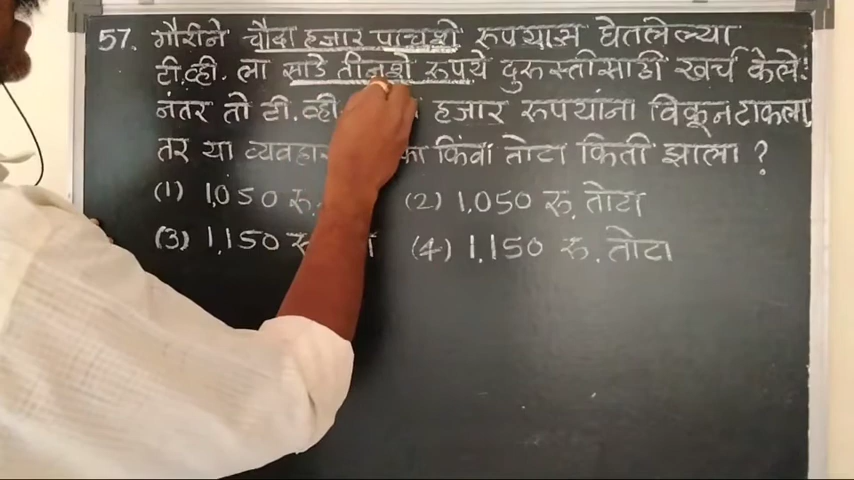 57. गौरीने चौदा हजार पाचशे रुपयास घेतलेल्या
टी.व्ही. ला साडे तीनशे रुपये दुरुस्तीसाठी खर्च केले.
नंतर तो टी.व्ही हजार रुपयांना विकून टाकला,
तर या व्यवहा किंवा तोटा किती झाला ?
(1) 1,050 रु. (2) 1,050 रु. तोटा
(3) 1,150 रु (4) 1,150 रु. तोटा